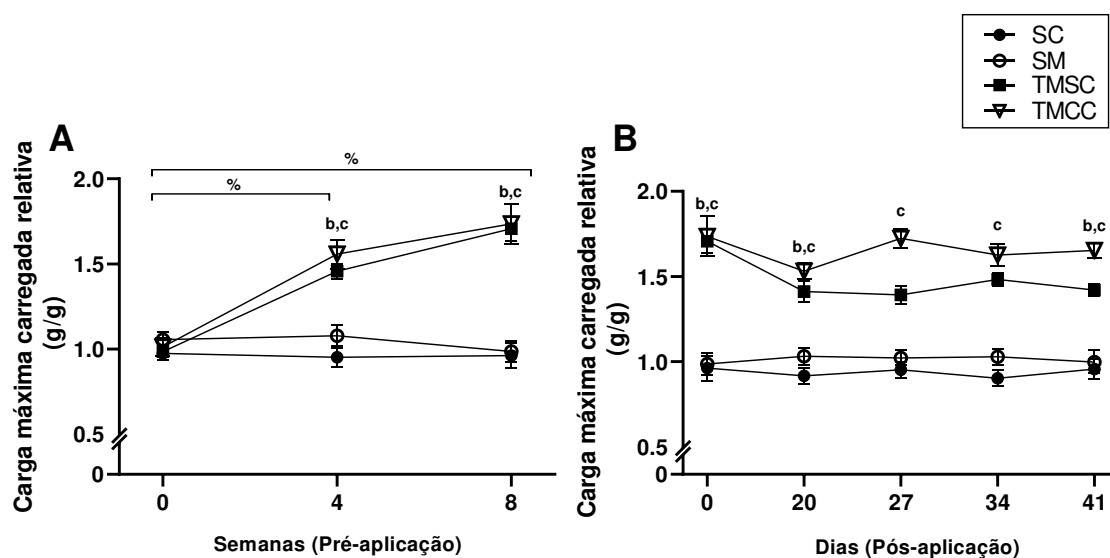 SC
SM
TMSC
TMCC
A
Carga máxima carregada relativa
(g/g)
%
%
b,c
b,c
2.0
1.5
1.0
0.5
0
0 4 8
Semanas (Pré-aplicação)
B
Carga máxima carregada relativa
(g/g)
b,c
b,c
c
c
b,c
2.0
1.5
1.0
0.5
0
0 20 27 34 41
Dias (Pós-aplicação)